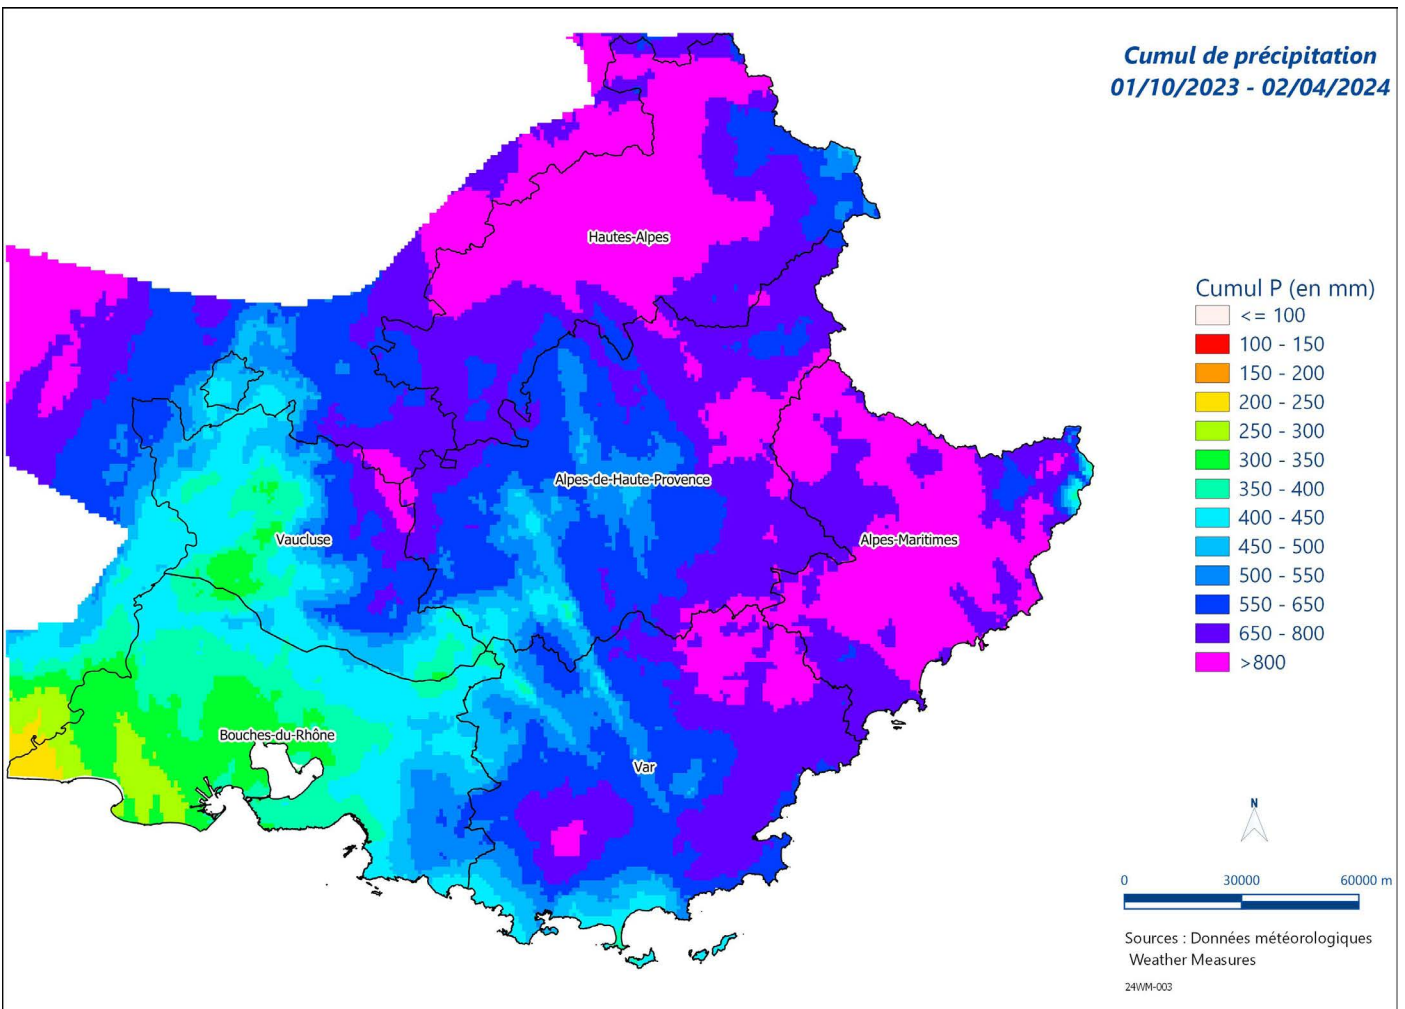 Cumul de précipitation
01/10/2023 - 02/04/2024
Hautes-Alpes
Cumul P (en mm)
<= 100
100 - 150
150 - 200
200 - 250
250 - 300
300 - 350
350 - 400
400 - 450
450 - 500
500 - 550
550 - 650
650 - 800
>800
Alpes-de-Haute-Provence
Vaucluse
Alpes-Maritimes
Bouches-du-Rhône
Var
N
0 30000 60000 m
Sources : Données météorologiques
Weather Measures
24WM-003